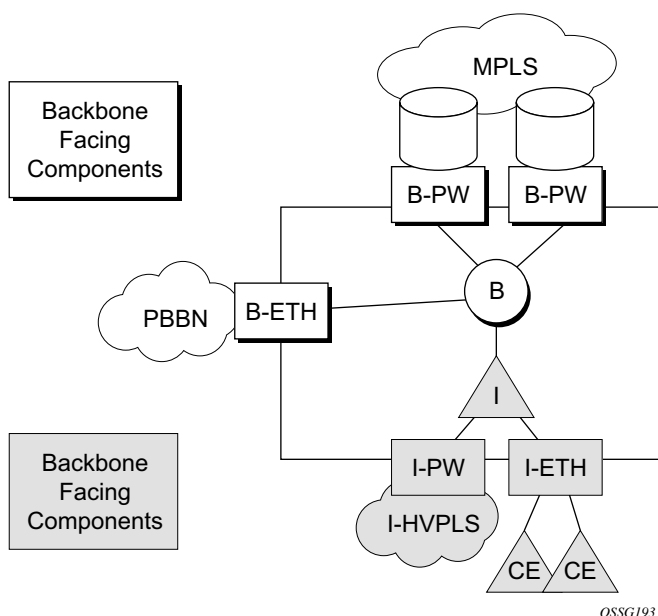 MPLS
Backbone
Facing
Components
B-PW B-PW
B
PBBN B-ETH
I
Backbone
Facing
Components
I-PW I-ETH
I-HVPLS
CE CE
OSSG193